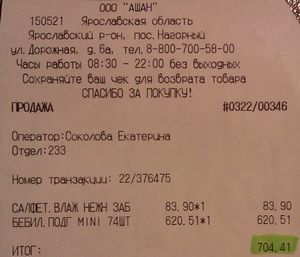 ООО "АШАН"
150521 Ярославская область
Ярославский р-он, пос.Нагорный
ул. Дорожная, д.6а, тел. 8-800-700-58-00
Часы работы 08:30 - 22:00 без выходных
Сохраняйте ваш чек для возврата товара
СПАСИБО ЗА ПОКУПКУ!
ПРОДАЖА #0322/00346
Оператор:Соколова Екатерина
Отдел:233
Номер транзакции: 22/376475
САЛФЕТ.ВЛАЖ НЕЖН ЗАБ 83,90*1 83,90
БЕБИЛ.ПОДГ MINI 74ШТ 620,51*1 620,51
ИТОГ: 704,41